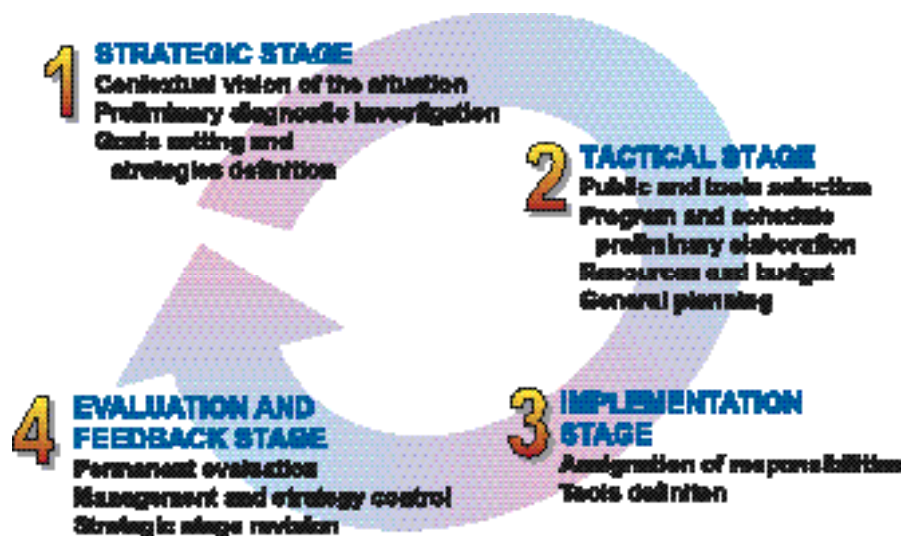 1 STRATEGIC STAGE
Contextual vision of the situation
Preliminary diagnostic investigation
Goals setting and
strategies definition
2 TACTICAL STAGE
Public and tools selection
Program and schedule
preliminary elaboration
Resources and budget
General planning
3 IMPLEMENTATION
STAGE
Assignation of responsibilities
Tools definition
4 EVALUATION AND
FEEDBACK STAGE
Permanent evaluation
Management and strategy control
Strategic stage revision